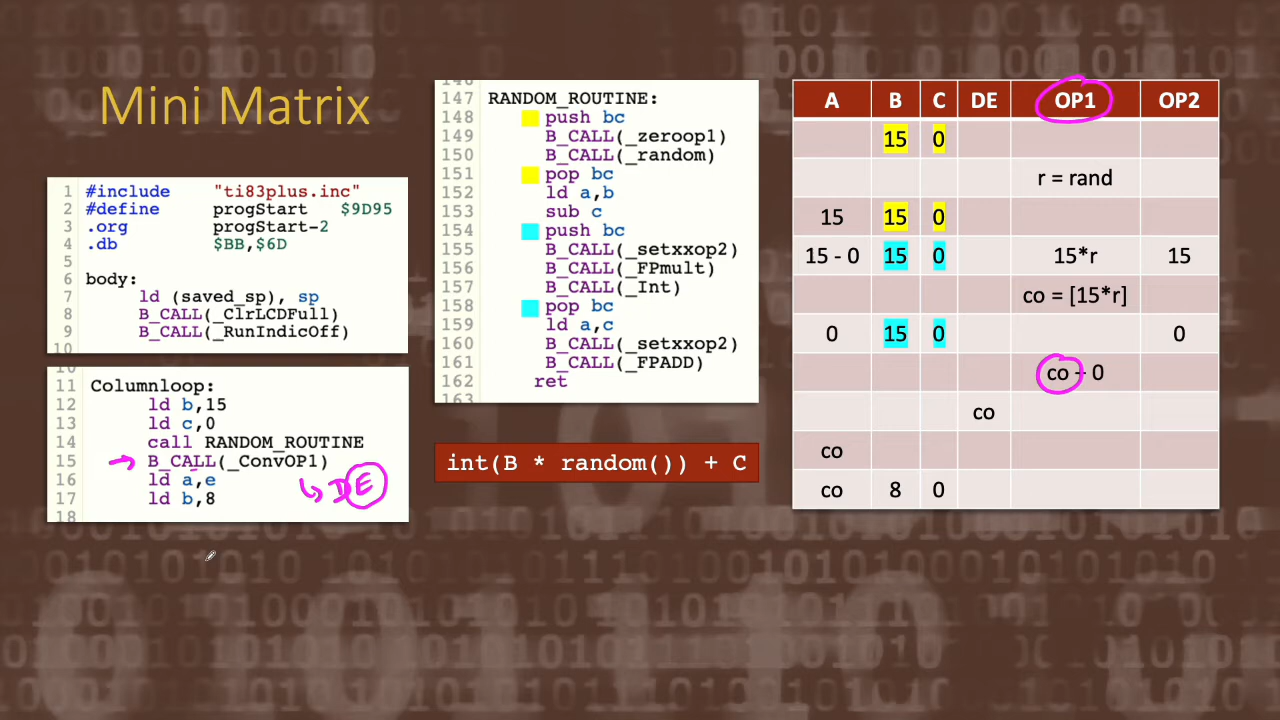 Mini Matrix
1 #include "ti83plus.inc"
2 #define progStart $9D95
3 .org progStart-2
4 .db $BB,$6D
5
6 body:
7 ld (saved_sp), sp
8 B_CALL(_ClrLCDFull)
9 B_CALL(_RunIndicOff)
10
11 Columnloop:
12 ld b,15
13 ld c,0
14 call RANDOM_ROUTINE
15 B_CALL(_ConvOP1)
16 ld a,e
17 ld b,8
18
→
↳ DE
147 RANDOM_ROUTINE:
148 push bc
149 B_CALL(_zeroop1)
150 B_CALL(_random)
151 pop bc
152 ld a,b
153 sub c
154 push bc
155 B_CALL(_setxxop2)
156 B_CALL(_FPmult)
157 B_CALL(_Int)
158 pop bc
159 ld a,c
160 B_CALL(_setxxop2)
161 B_CALL(_FPADD)
162 ret
163
int(B * random()) + C
A B C DE OP1 OP2
15 0
r = rand
15 15 0
15 - 0 15 0 15*r 15
co = [15*r]
0 15 0 0
co + 0
co
co
co 8 0